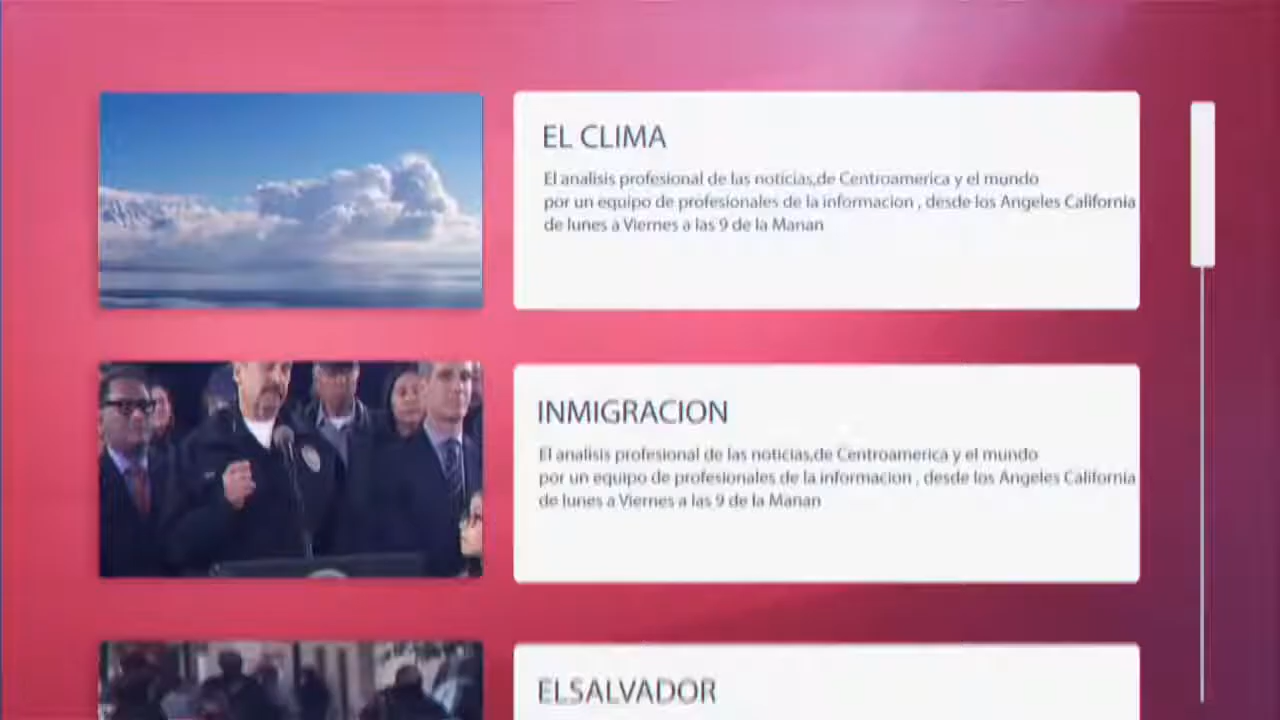 EL CLIMA
El analisis profesional de las noticias,de Centroamerica y el mundo
por un equipo de profesionales de la informacion , desde los Angeles California
de lunes a Viernes a las 9 de la Manan
INMIGRACION
El analisis profesional de las noticias,de Centroamerica y el mundo
por un equipo de profesionales de la informacion , desde los Angeles California
de lunes a Viernes a las 9 de la Manan
ELSALVADOR